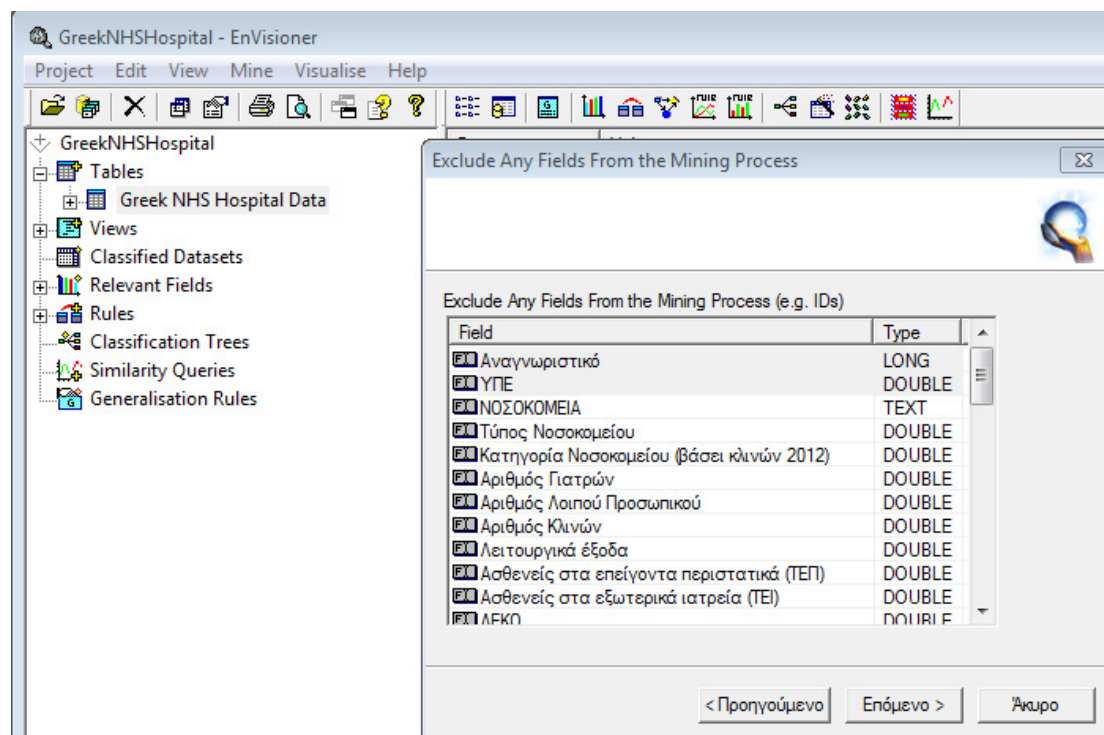 GreekNHSHospital - EnVisioner
Project Edit View Mine Visualise Help
GreekNHSHospital
Tables
Greek NHS Hospital Data
Views
Classified Datasets
Relevant Fields
Rules
Classification Trees
Similarity Queries
Generalisation Rules
Exclude Any Fields From the Mining Process
Exclude Any Fields From the Mining Process (e.g. IDs)
Field Type
Αναγνωριστικό LONG
ΥΠΕ DOUBLE
ΝΟΣΟΚΟΜΕΙΑ TEXT
Τύπος Νοσοκομείου DOUBLE
Κατηγορία Νοσοκομείου (βάσει κλινών 2012) DOUBLE
Αριθμός Γιατρών DOUBLE
Αριθμός Λοιπού Προσωπικού DOUBLE
Αριθμός Κλινών DOUBLE
Λειτουργικά έξοδα DOUBLE
Ασθενείς στα επείγοντα περιστατικά (ΤΕΠ) DOUBLE
Ασθενείς στα εξωτερικά ιατρεία (ΤΕΙ) DOUBLE
DOUBLE
< Προηγούμενο Επόμενο > Άκυρο